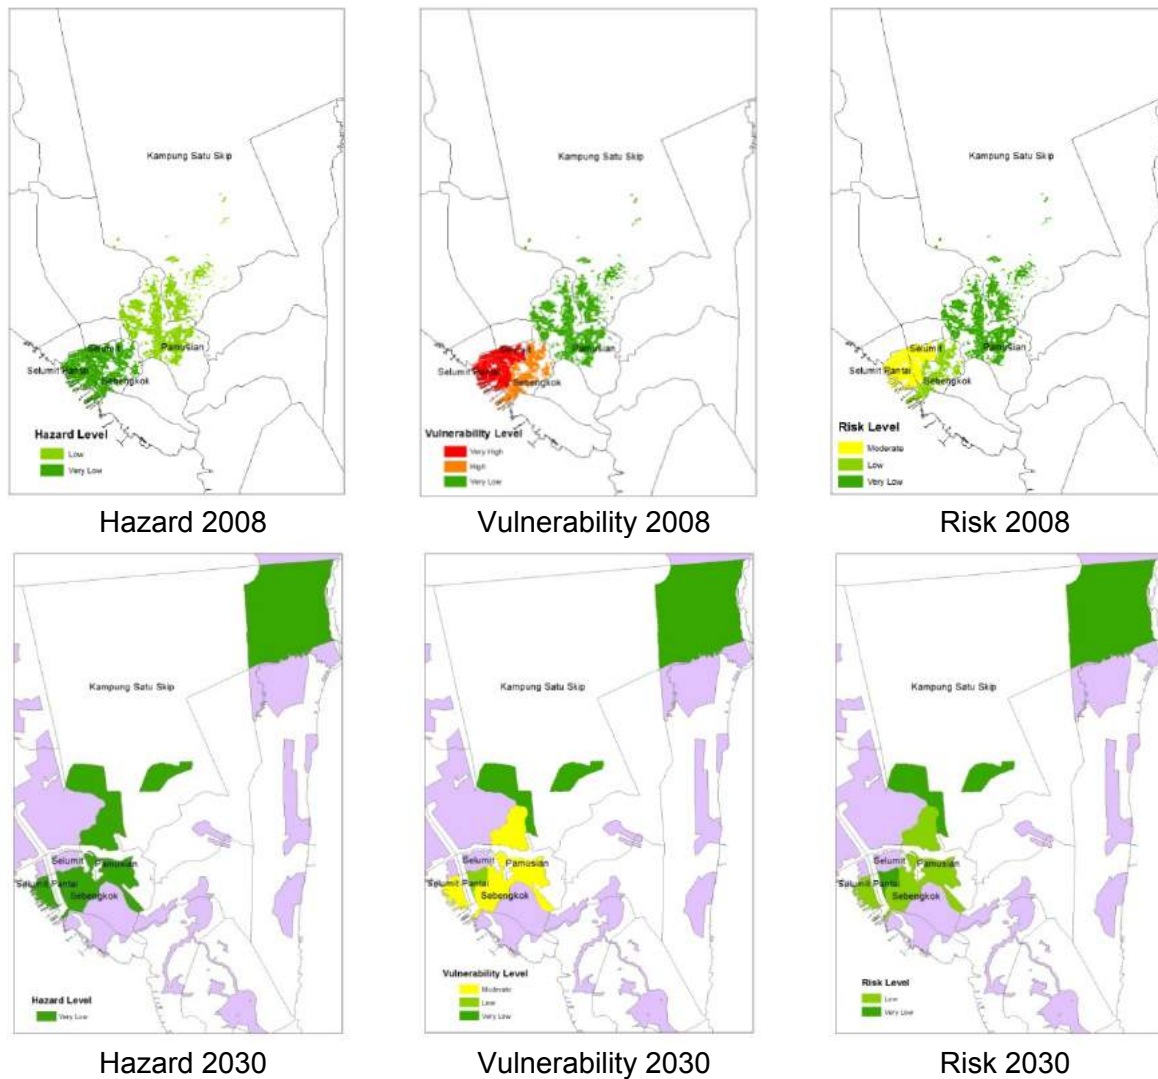 Kampung Satu Skip
Selumit
Pamusian
Selumit Pantai
Sebengkok
Hazard Level
Low
Very Low
Hazard 2008
Kampung Satu Skip
Selumit
Pamusian
Selumit Pantai
Sebengkok
Vulnerability Level
Very High
High
Very Low
Vulnerability 2008
Kampung Satu Skip
Selumit
Pamusian
Selumit Pantai
Sebengkok
Risk Level
Moderate
Low
Very Low
Risk 2008
Kampung Satu Skip
Selumit
Pamusian
Selumit Pantai
Sebengkok
Hazard Level
Very Low
Hazard 2030
Kampung Satu Skip
Selumit
Pamusian
Selumit Pantai
Sebengkok
Vulnerability Level
Moderate
Low
Very Low
Vulnerability 2030
Kampung Satu Skip
Selumit
Pamusian
Selumit Pantai
Sebengkok
Risk Level
Low
Very Low
Risk 2030